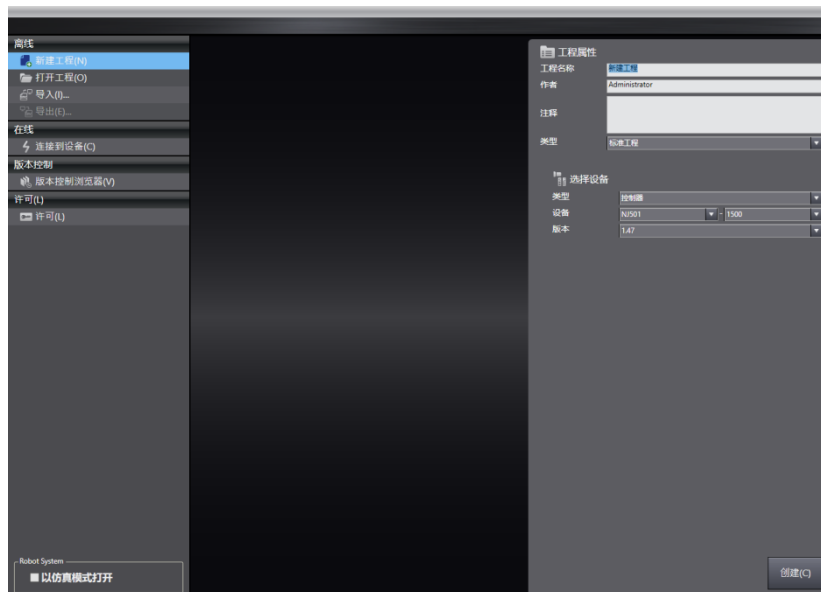 离线
新建工程(N)
打开工程(O)
导入(I)...
导出(E)...
在线
连接到设备(C)
版本控制
版本控制浏览器(V)
许可(L)
许可(L)
Robot System
以仿真模式打开
工程属性
工程名称 新建工程
作者 Administrator
注释
类型 标准工程
选择设备
类型 控制器
设备 NJ501 - 1500
版本 1.47
创建(C)